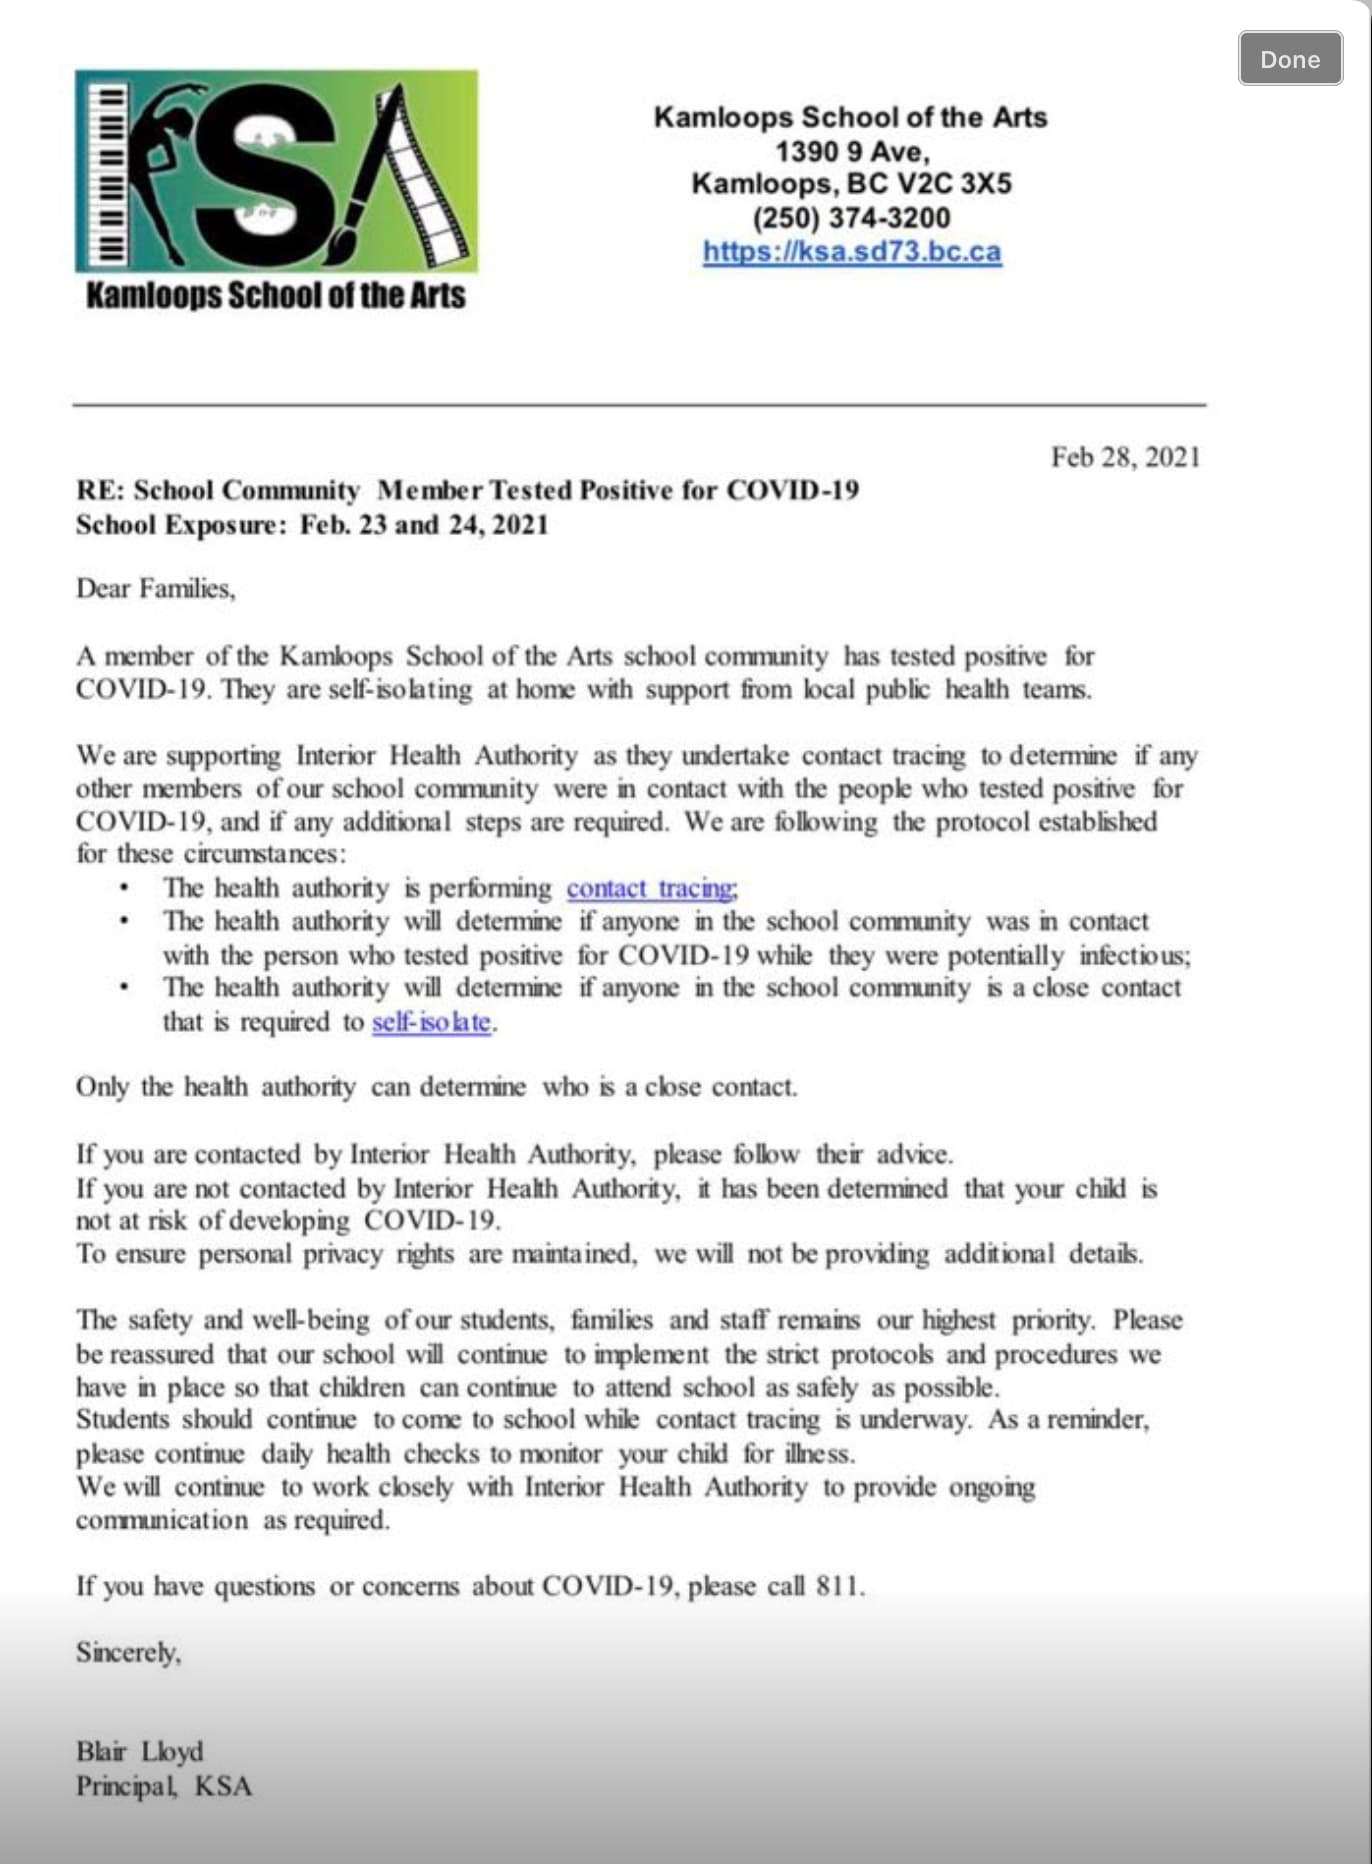 Done
KSA
Kamloops School of the Arts
Kamloops School of the Arts
1390 9 Ave,
Kamloops, BC V2C 3X5
(250) 374-3200
https://ksa.sd73.bc.ca
Feb 28, 2021
RE: School Community Member Tested Positive for COVID-19
School Exposure: Feb. 23 and 24, 2021
Dear Families,
A member of the Kamloops School of the Arts school community has tested positive for
COVID-19. They are self-isolating at home with support from local public health teams.
We are supporting Interior Health Authority as they undertake contact tracing to determine if any
other members of our school community were in contact with the people who tested positive for
COVID-19, and if any additional steps are required. We are following the protocol established
for these circumstances:
• The health authority is performing contact tracing;
• The health authority will determine if anyone in the school community was in contact
with the person who tested positive for COVID-19 while they were potentially infectious;
• The health authority will determine if anyone in the school community is a close contact
that is required to self-isolate.
Only the health authority can determine who is a close contact.
If you are contacted by Interior Health Authority, please follow their advice.
If you are not contacted by Interior Health Authority, it has been determined that your child is
not at risk of developing COVID-19.
To ensure personal privacy rights are maintained, we will not be providing additional details.
The safety and well-being of our students, families and staff remains our highest priority. Please
be reassured that our school will continue to implement the strict protocols and procedures we
have in place so that children can continue to attend school as safely as possible.
Students should continue to come to school while contact tracing is underway. As a reminder,
please continue daily health checks to monitor your child for illness.
We will continue to work closely with Interior Health Authority to provide ongoing
communication as required.
If you have questions or concerns about COVID-19, please call 811.
Sincerely,
Blair Lloyd
Principal, KSA